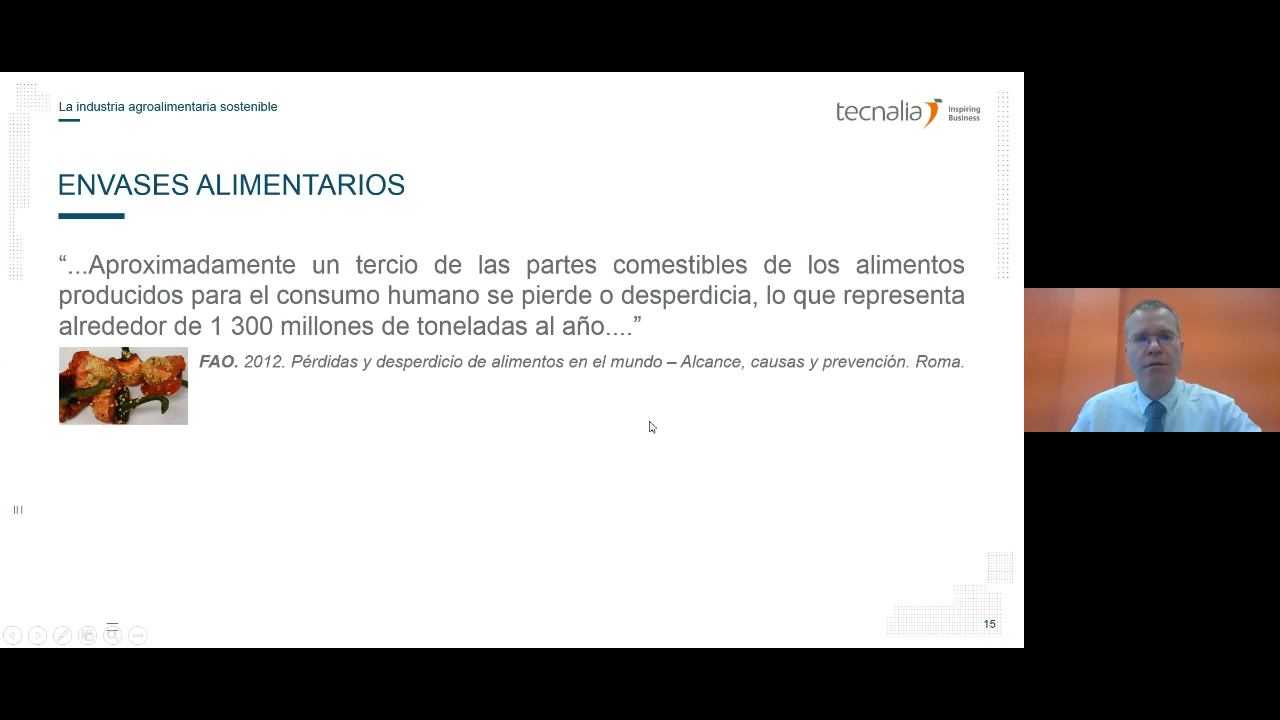 La industria agroalimentaria sostenible
tecnalia Inspiring
Business
ENVASES ALIMENTARIOS
“...Aproximadamente un tercio de las partes comestibles de los alimentos
producidos para el consumo humano se pierde o desperdicia, lo que representa
alrededor de 1 300 millones de toneladas al año....”
FAO. 2012. Pérdidas y desperdicio de alimentos en el mundo – Alcance, causas y prevención. Roma.
15